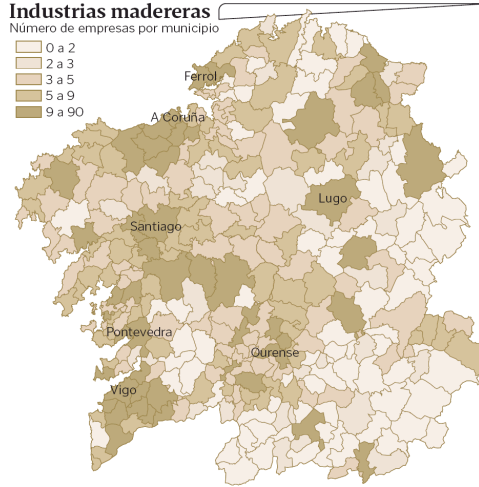 Industrias madereras
Número de empresas por municipio
0 a 2
2 a 3
3 a 5
5 a 9
9 a 90
Ferrol
A Coruña
Lugo
Santiago
Pontevedra
Ourense
Vigo